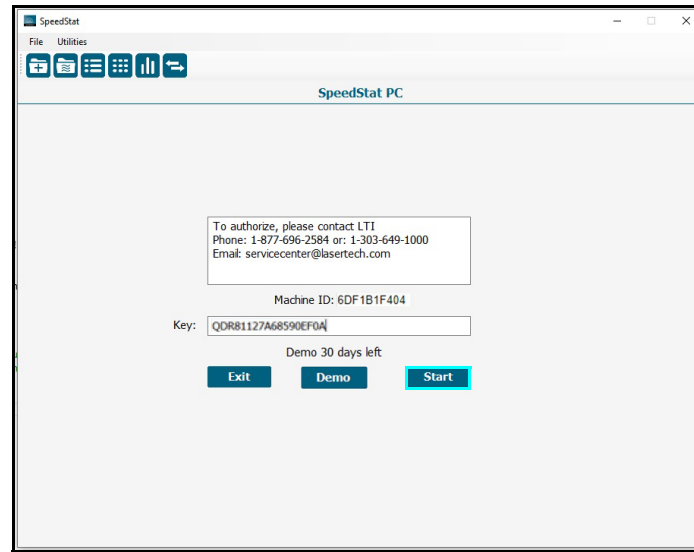 SpeedStat
File Utilities
SpeedStat PC
To authorize, please contact LTI
Phone: 1-877-696-2584 or: 1-303-649-1000
Email: servicecenter@lasertech.com
Machine ID: 6DF1B1F404
Key: QDR81127A68590EF0A
Demo 30 days left
Exit Demo Start